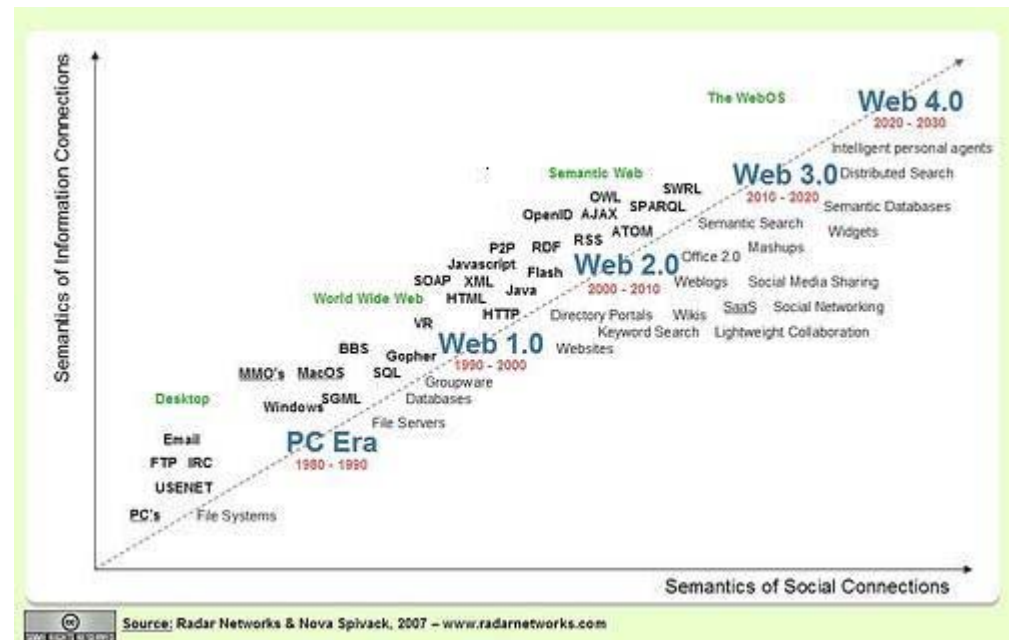 Semantics of Information Connections
The WebOS
Web 4.0
2020 - 2030
Intelligent personal agents
Semantic Web
Web 3.0
Distributed Search
2010 - 2020
SWRL
OWL
SPARQL
Semantic Databases
OpenID
AJAX
Semantic Search
ATOM
Widgets
P2P
RDF
RSS
Mashups
Office 2.0
Javascript
Flash
Web 2.0
SOAP
XML
Weblogs
Social Media Sharing
Java
2000 - 2010
World Wide Web
HTML
SaaS
Social Networking
HTTP
Directory Portals
Wikis
VR
Keyword Search
Lightweight Collaboration
BBS
Gopher
Web 1.0
Websites
1990 - 2000
MMO's
MacOS
SQL
Groupware
Desktop
Windows
SGML
Databases
File Servers
Email
PC Era
FTP
IRC
1980 - 1990
USENET
PC's
File Systems
Semantics of Social Connections
cc
Source: Radar Networks & Nova Spivack, 2007 – www.radarnetworks.com